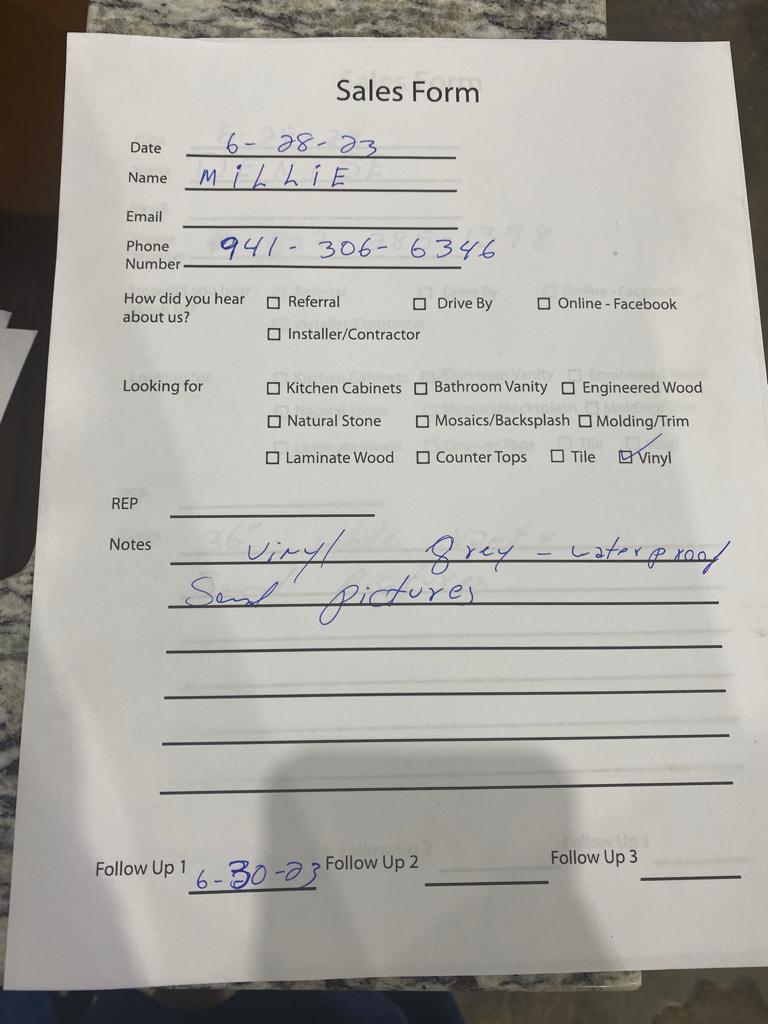 Sales Form
Date 6-28-23
Name MiLLiE
Email
Phone Number 941-306-6346
How did you hear about us? ☐ Referral ☐ Drive By ☐ Online - Facebook
☐ Installer/Contractor
Looking for ☐ Kitchen Cabinets ☐ Bathroom Vanity ☐ Engineered Wood
☐ Natural Stone ☐ Mosaics/Backsplash ☐ Molding/Trim
☐ Laminate Wood ☐ Counter Tops ☐ Tile ☑ Vinyl
REP
Notes Vinyl Grey - waterproof
Send pictures
Follow Up 1 6-30-23 Follow Up 2 Follow Up 3